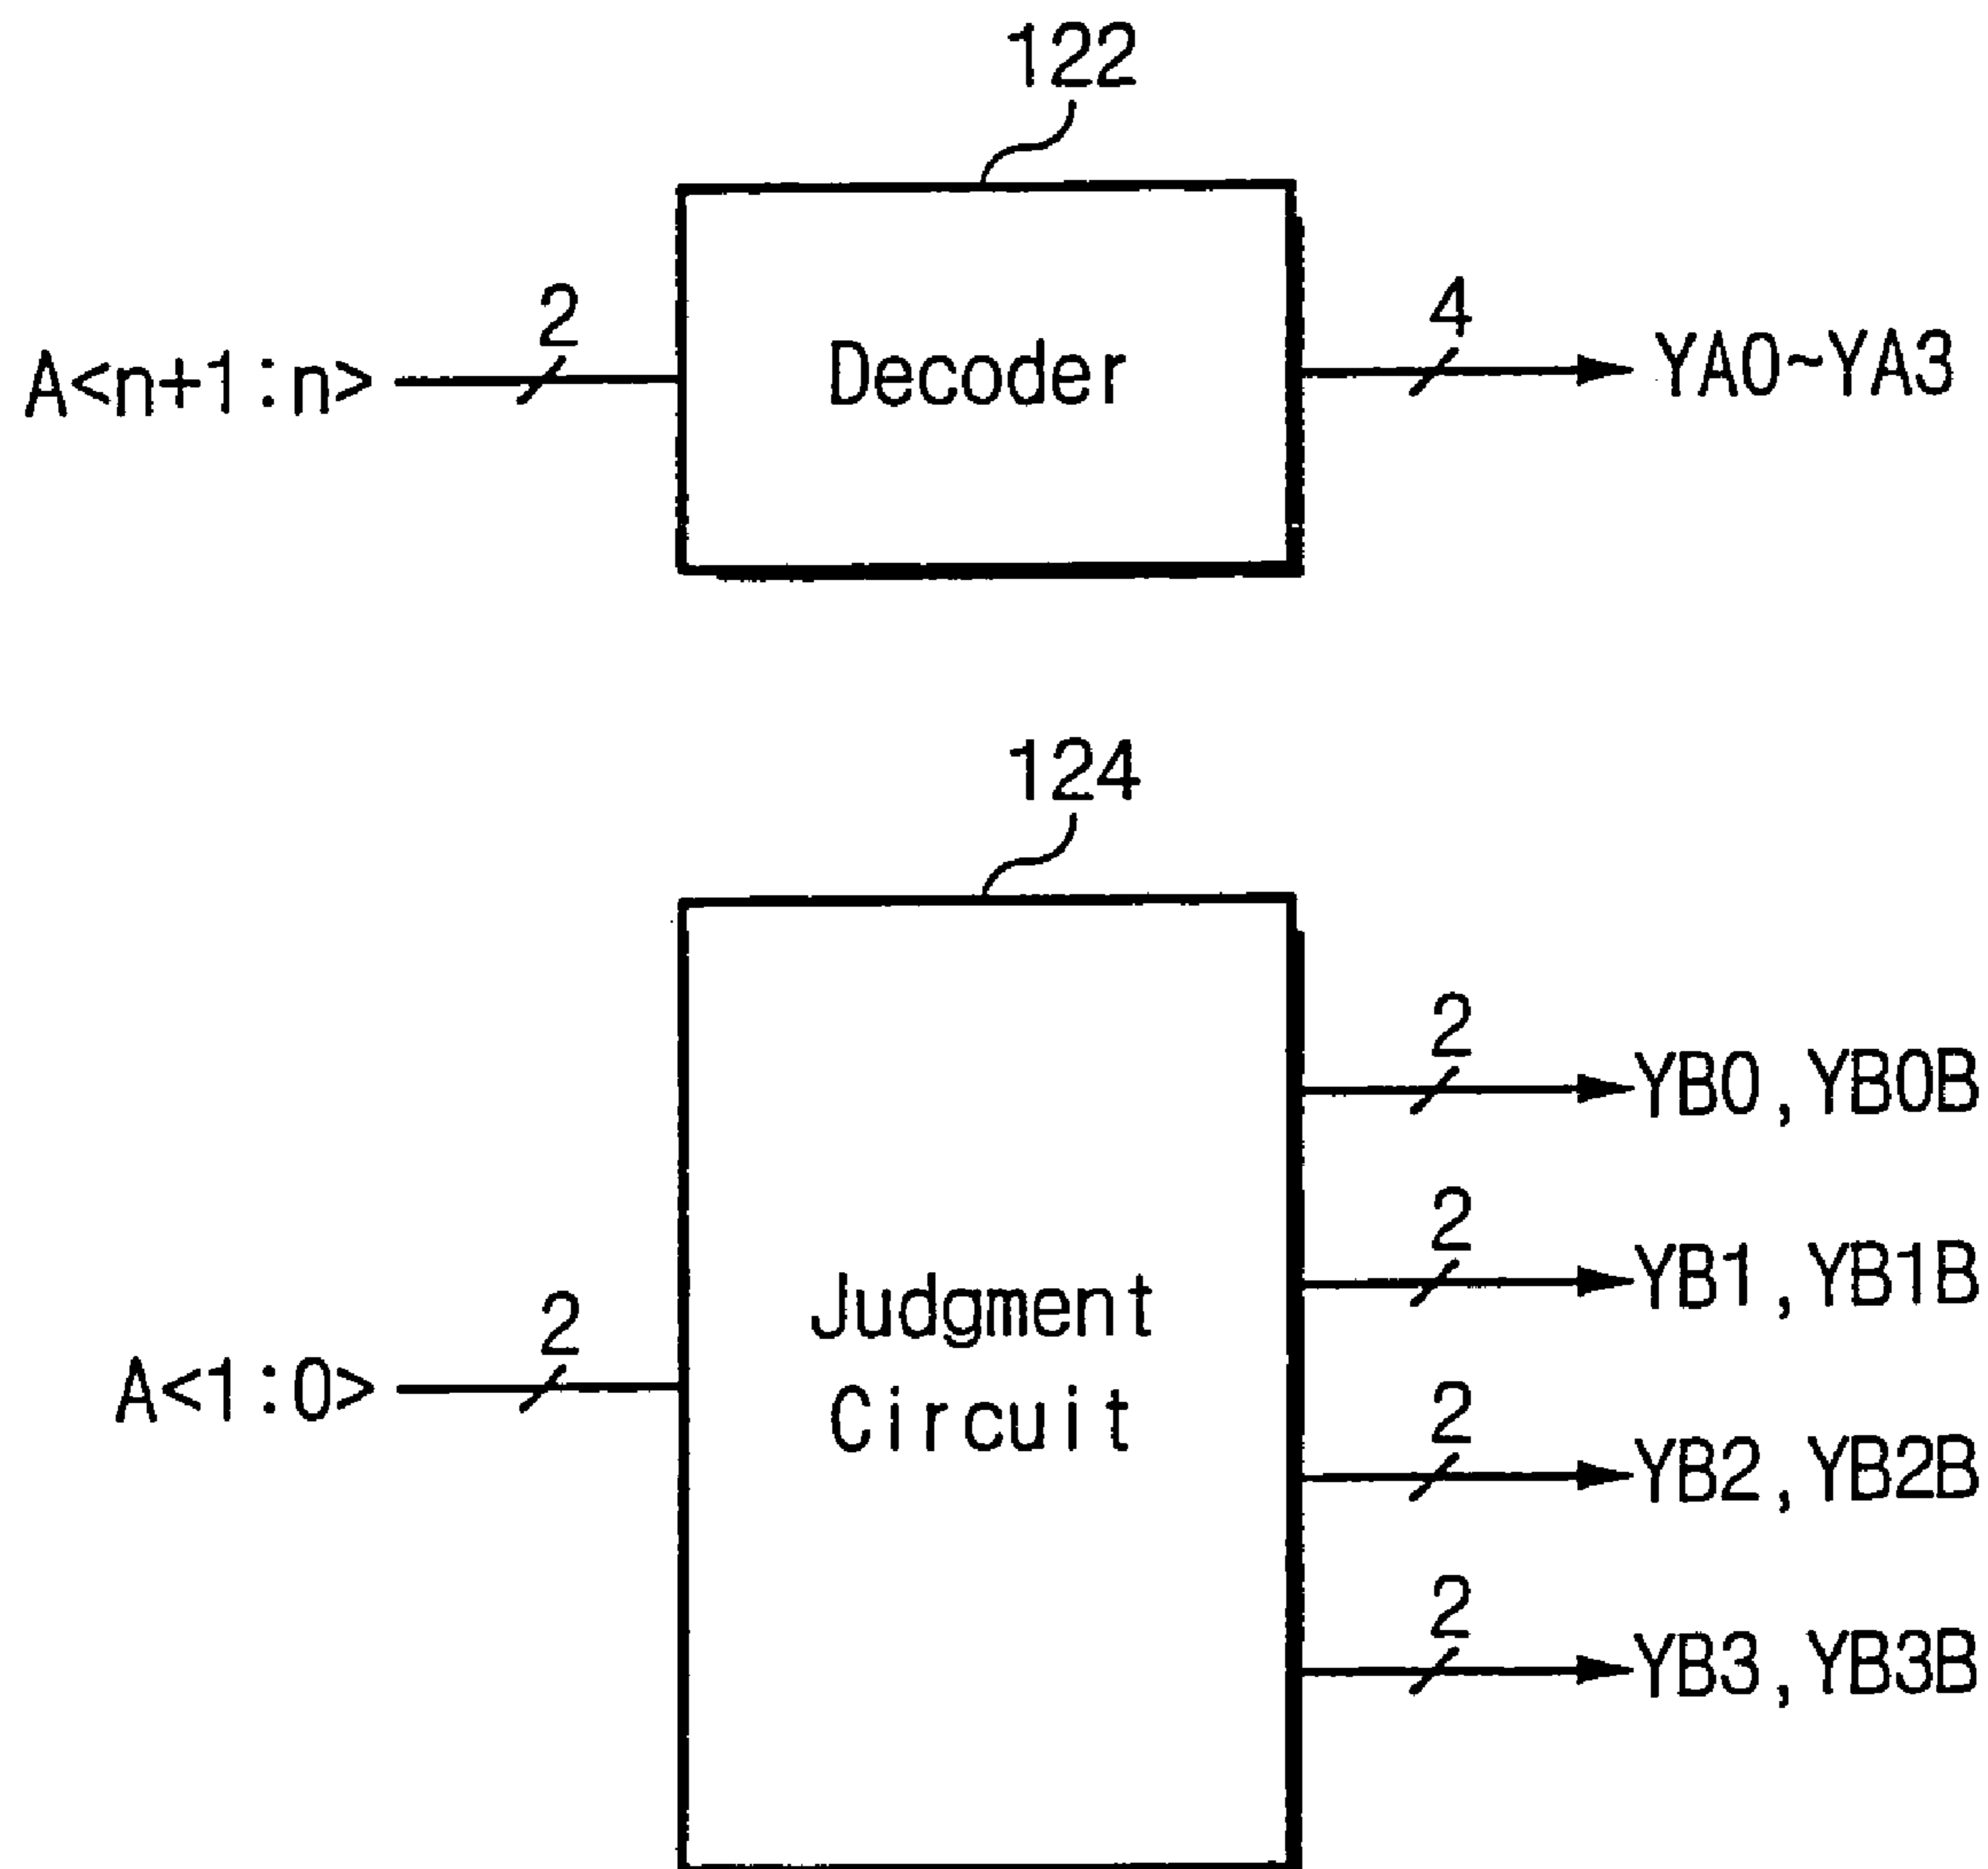 122
2
4
A<n+1:n>
Decoder
YA0~YA3
124
2
YB0,YB0B
2
YB1,YB1B
2
A<1:0>
Judgment
Circuit
2
YB2,YB2B
2
YB3,YB3B